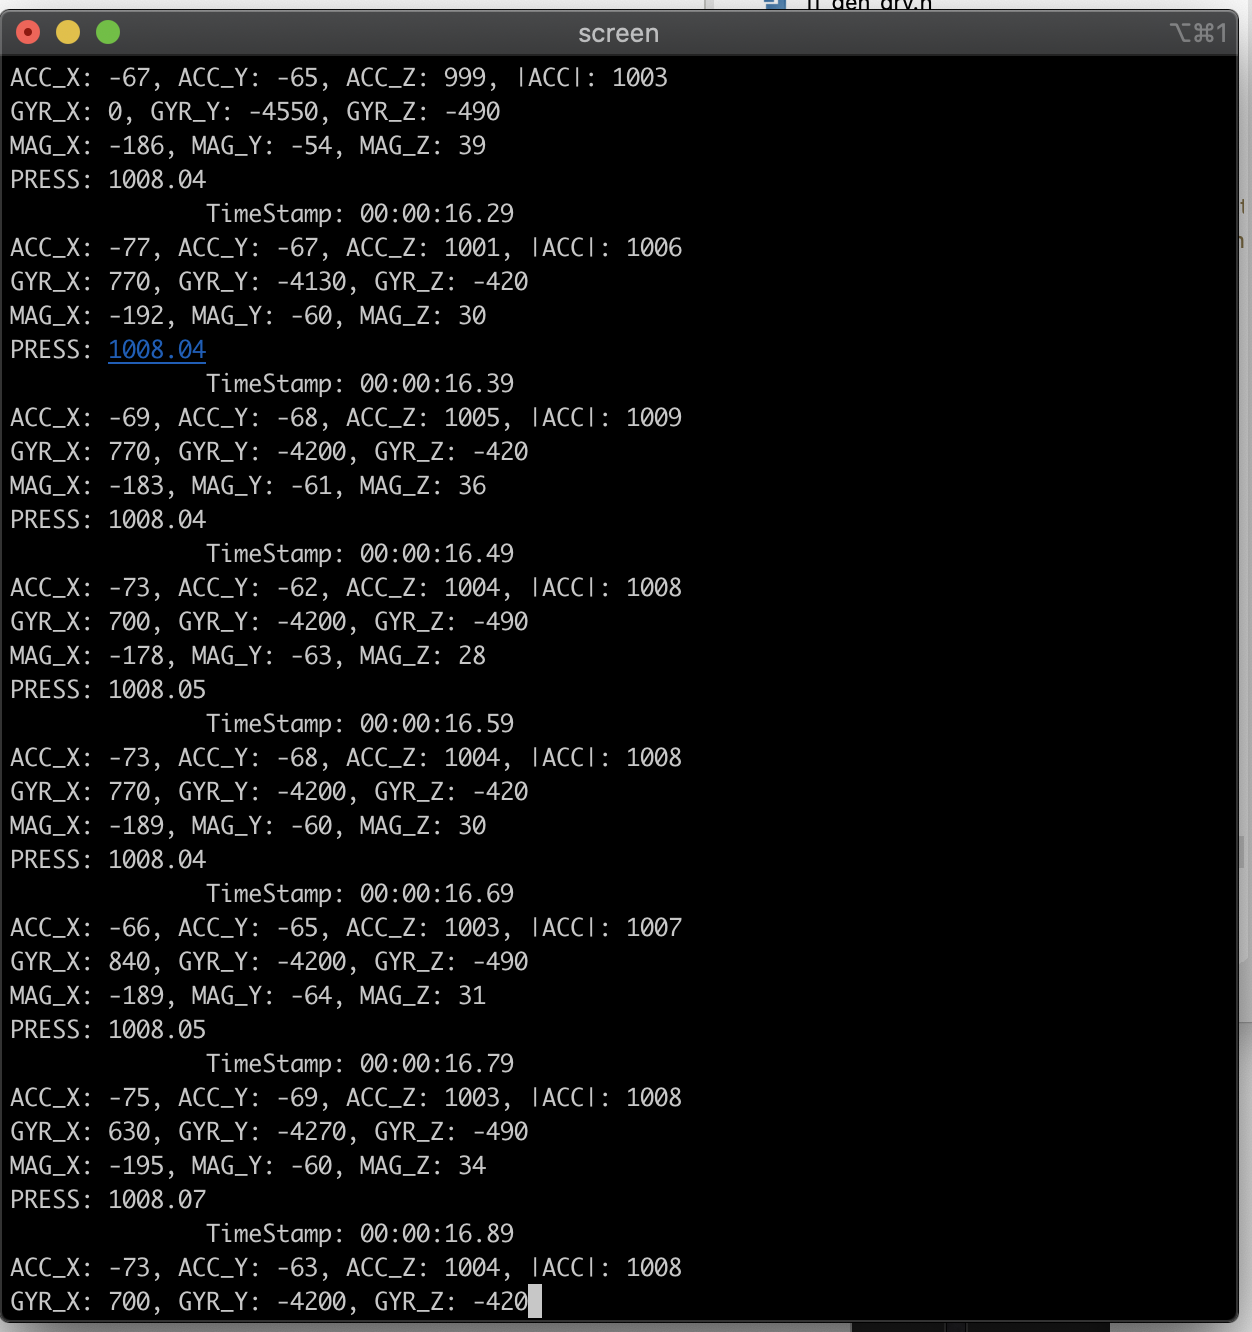 screen
⌥⌘1
ACC_X: -67, ACC_Y: -65, ACC_Z: 999, |ACC|: 1003
GYR_X: 0, GYR_Y: -4550, GYR_Z: -490
MAG_X: -186, MAG_Y: -54, MAG_Z: 39
PRESS: 1008.04
TimeStamp: 00:00:16.29
ACC_X: -77, ACC_Y: -67, ACC_Z: 1001, |ACC|: 1006
GYR_X: 770, GYR_Y: -4130, GYR_Z: -420
MAG_X: -192, MAG_Y: -60, MAG_Z: 30
PRESS: 1008.04
TimeStamp: 00:00:16.39
ACC_X: -69, ACC_Y: -68, ACC_Z: 1005, |ACC|: 1009
GYR_X: 770, GYR_Y: -4200, GYR_Z: -420
MAG_X: -183, MAG_Y: -61, MAG_Z: 36
PRESS: 1008.04
TimeStamp: 00:00:16.49
ACC_X: -73, ACC_Y: -62, ACC_Z: 1004, |ACC|: 1008
GYR_X: 700, GYR_Y: -4200, GYR_Z: -490
MAG_X: -178, MAG_Y: -63, MAG_Z: 28
PRESS: 1008.05
TimeStamp: 00:00:16.59
ACC_X: -73, ACC_Y: -68, ACC_Z: 1004, |ACC|: 1008
GYR_X: 770, GYR_Y: -4200, GYR_Z: -420
MAG_X: -189, MAG_Y: -60, MAG_Z: 30
PRESS: 1008.04
TimeStamp: 00:00:16.69
ACC_X: -66, ACC_Y: -65, ACC_Z: 1003, |ACC|: 1007
GYR_X: 840, GYR_Y: -4200, GYR_Z: -490
MAG_X: -189, MAG_Y: -64, MAG_Z: 31
PRESS: 1008.05
TimeStamp: 00:00:16.79
ACC_X: -75, ACC_Y: -69, ACC_Z: 1003, |ACC|: 1008
GYR_X: 630, GYR_Y: -4270, GYR_Z: -490
MAG_X: -195, MAG_Y: -60, MAG_Z: 34
PRESS: 1008.07
TimeStamp: 00:00:16.89
ACC_X: -73, ACC_Y: -63, ACC_Z: 1004, |ACC|: 1008
GYR_X: 700, GYR_Y: -4200, GYR_Z: -420